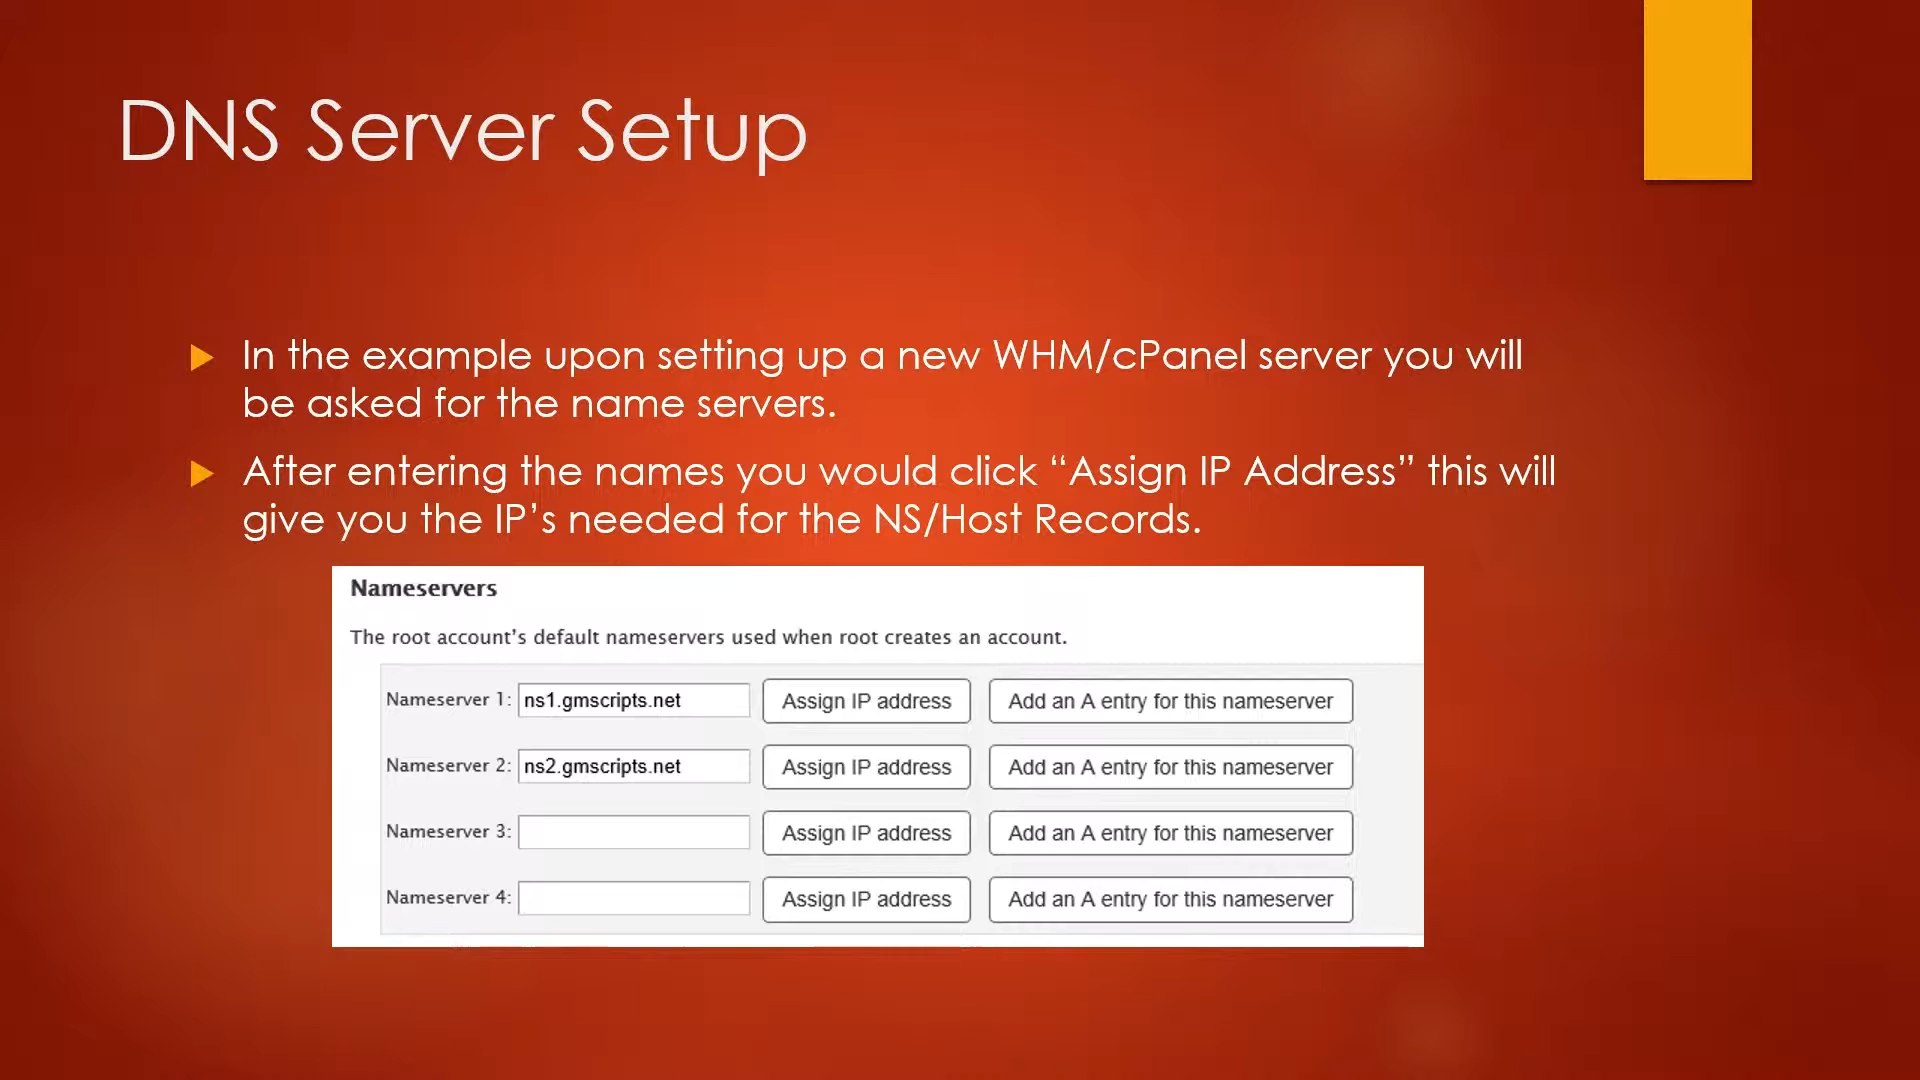 DNS Server Setup
In the example upon setting up a new WHM/cPanel server you will
be asked for the name servers.
After entering the names you would click “Assign IP Address” this will
give you the IP’s needed for the NS/Host Records.
Nameservers
The root account's default nameservers used when root creates an account.
Nameserver 1: ns1.gmscripts.net Assign IP address Add an A entry for this nameserver
Nameserver 2: ns2.gmscripts.net Assign IP address Add an A entry for this nameserver
Nameserver 3: Assign IP address Add an A entry for this nameserver
Nameserver 4: Assign IP address Add an A entry for this nameserver